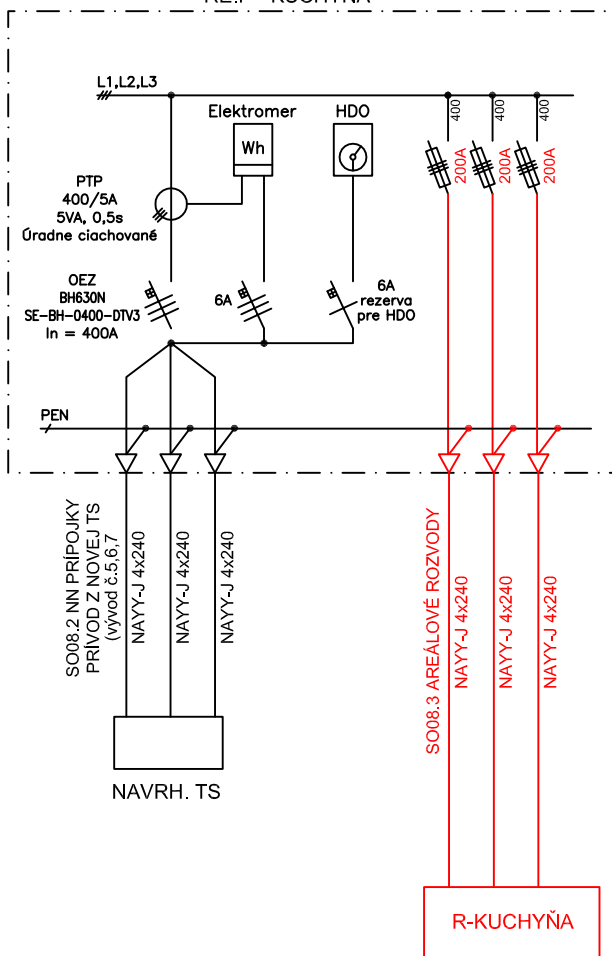 L1,L2,L3
Elektromer
HDO
Wh
400
400
400
200A
200A
200A
PTP
400/5A
5VA, 0,5s
Úradne ciachované
OEZ
BH630N
SE-BH-0400-DTV3
In = 400A
6A
6A
rezerva
pre HDO
PEN
SO08.2 NN PRÍPOJKY
PRÍVOD Z NOVEJ TS
(vývod č.5,6,7
NAYY-J 4x240
NAYY-J 4x240
NAYY-J 4x240
SO08.3 AREÁLOVÉ ROZVODY
NAYY-J 4x240
NAYY-J 4x240
NAYY-J 4x240
NAVRH. TS
R-KUCHYŇA